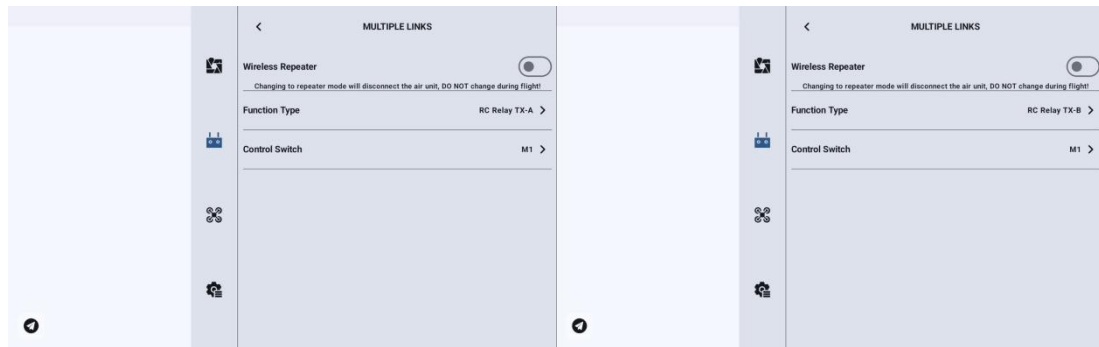 MULTIPLE LINKS
Wireless Repeater
Changing to repeater mode will disconnect the air unit, DO NOT change during flight!
Function Type RC Relay TX-A
Control Switch M1
MULTIPLE LINKS
Wireless Repeater
Changing to repeater mode will disconnect the air unit, DO NOT change during flight!
Function Type RC Relay TX-B
Control Switch M1